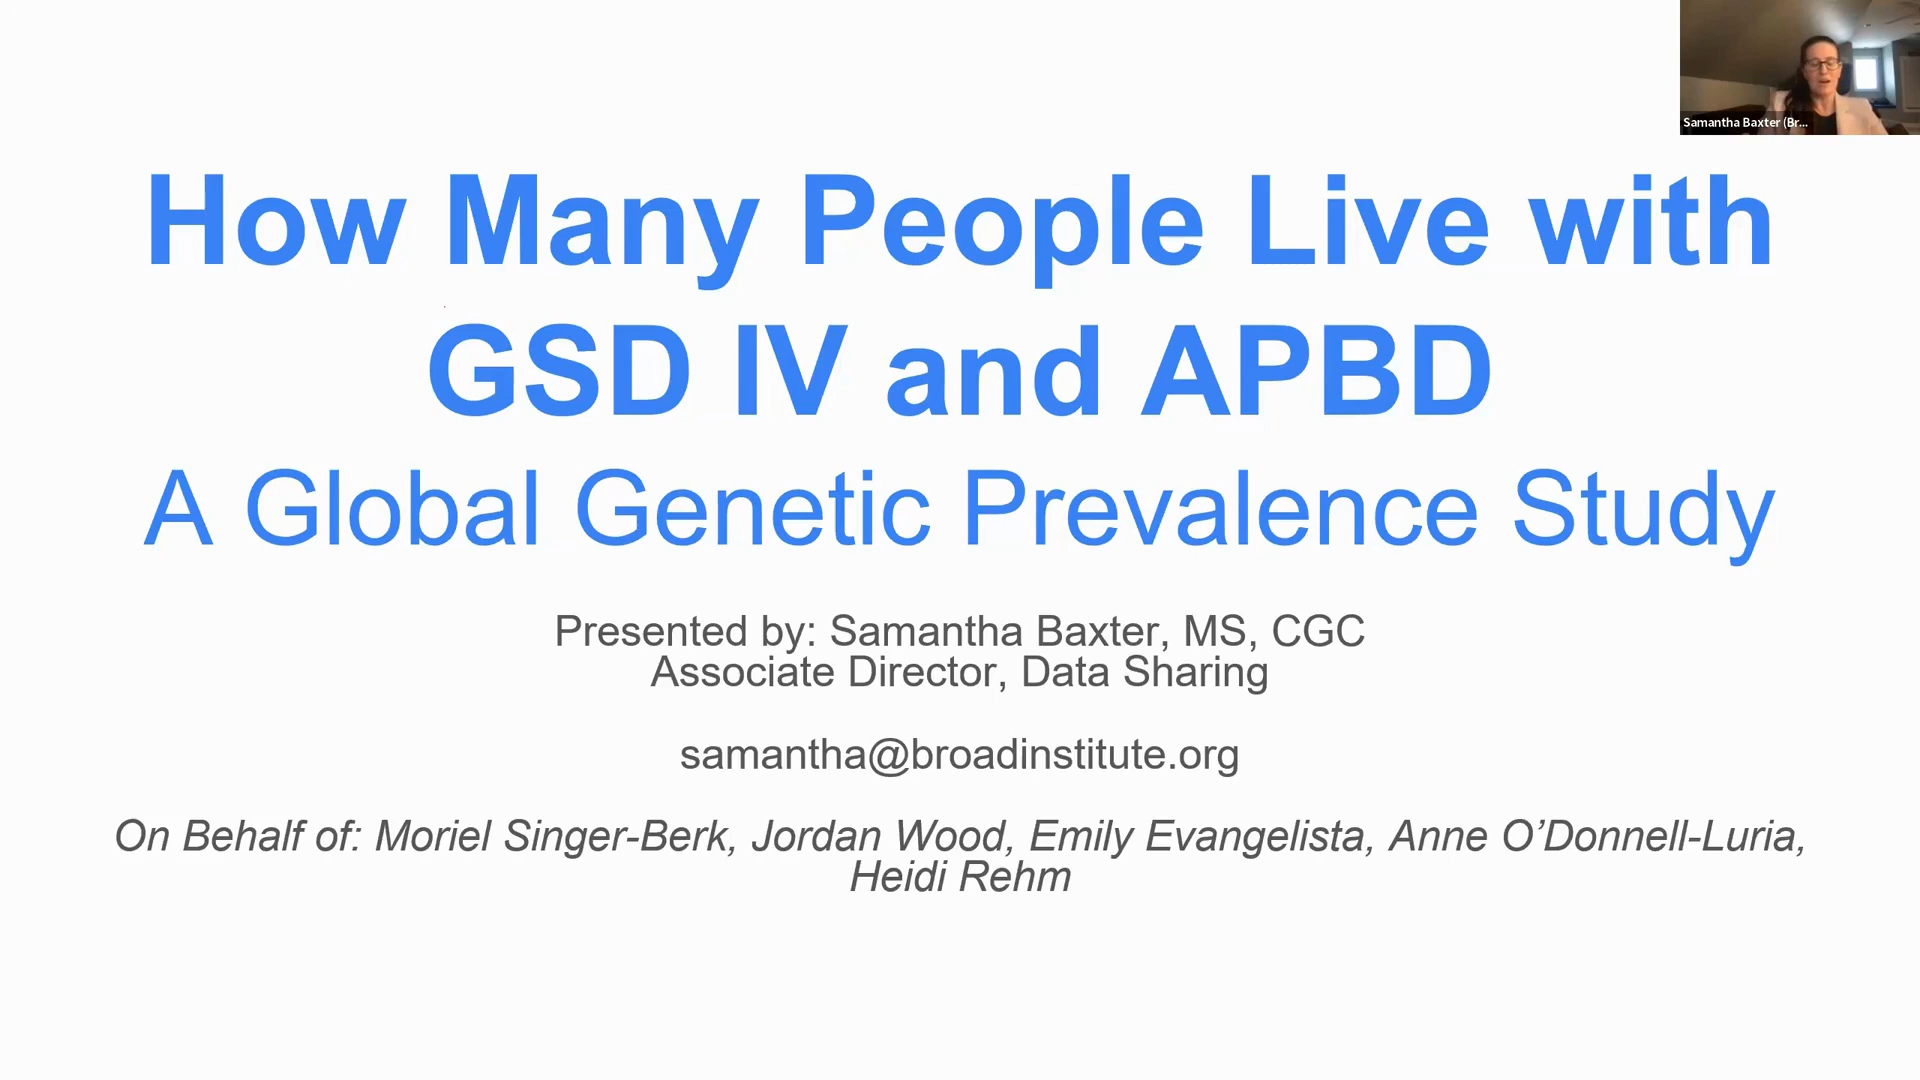 Samantha Baxter (Br...
How Many People Live with
GSD IV and APBD
A Global Genetic Prevalence Study
Presented by: Samantha Baxter, MS, CGC
Associate Director, Data Sharing
samantha@broadinstitute.org
On Behalf of: Moriel Singer-Berk, Jordan Wood, Emily Evangelista, Anne O’Donnell-Luria,
Heidi Rehm